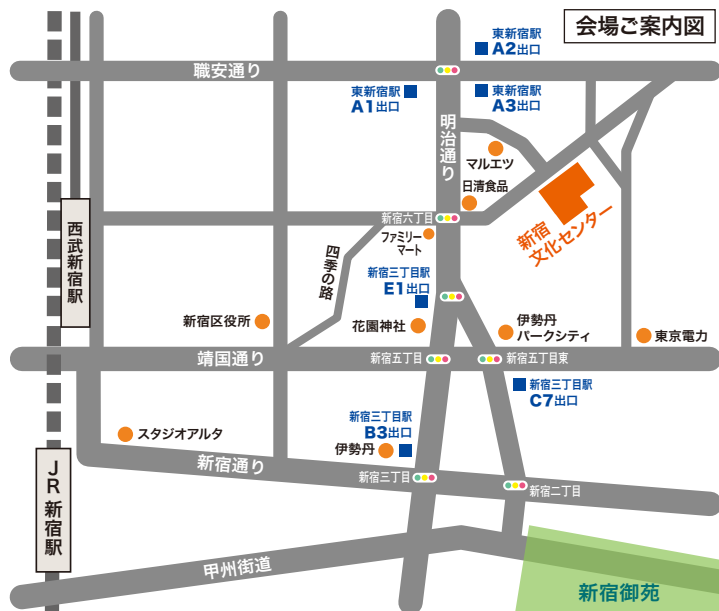 会場ご案内図
東新宿駅
A2出口
職安通り
東新宿駅
A1出口
東新宿駅
A3出口
明治通り
マルエツ
日清食品
新宿六丁目
新宿
文化センター
ファミリー
マート
西武新宿駅
四季の路
新宿三丁目駅
E1出口
新宿区役所
花園神社
伊勢丹
パークシティ
東京電力
靖国通り
新宿五丁目
新宿五丁目東
新宿三丁目駅
C7出口
スタジオアルタ
新宿三丁目駅
B3出口
伊勢丹
新宿通り
新宿三丁目
新宿二丁目
JR新宿駅
甲州街道
新宿御苑